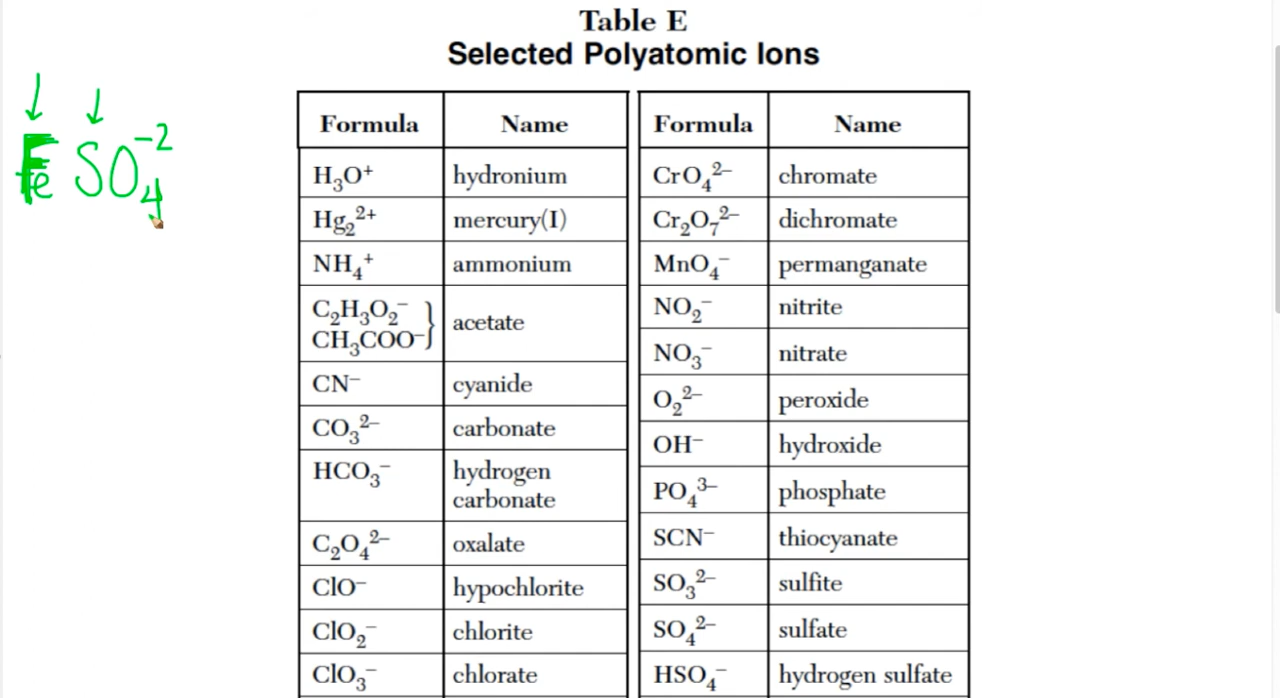 Table E
Selected Polyatomic Ions
Fe SO₄⁻²
Formula Name Formula Name
H₃O⁺ hydronium CrO₄²⁻ chromate
Hg₂²⁺ mercury(I) Cr₂O₇²⁻ dichromate
NH₄⁺ ammonium MnO₄⁻ permanganate
C₂H₃O₂⁻ NO₂⁻ nitrite
CH₃COO⁻ } acetate NO₃⁻ nitrate
CN⁻ cyanide O₂²⁻ peroxide
CO₃²⁻ carbonate OH⁻ hydroxide
HCO₃⁻ hydrogen PO₄³⁻ phosphate
carbonate
C₂O₄²⁻ oxalate SCN⁻ thiocyanate
ClO⁻ hypochlorite SO₃²⁻ sulfite
ClO₂⁻ chlorite SO₄²⁻ sulfate
ClO₃⁻ chlorate HSO₄⁻ hydrogen sulfate